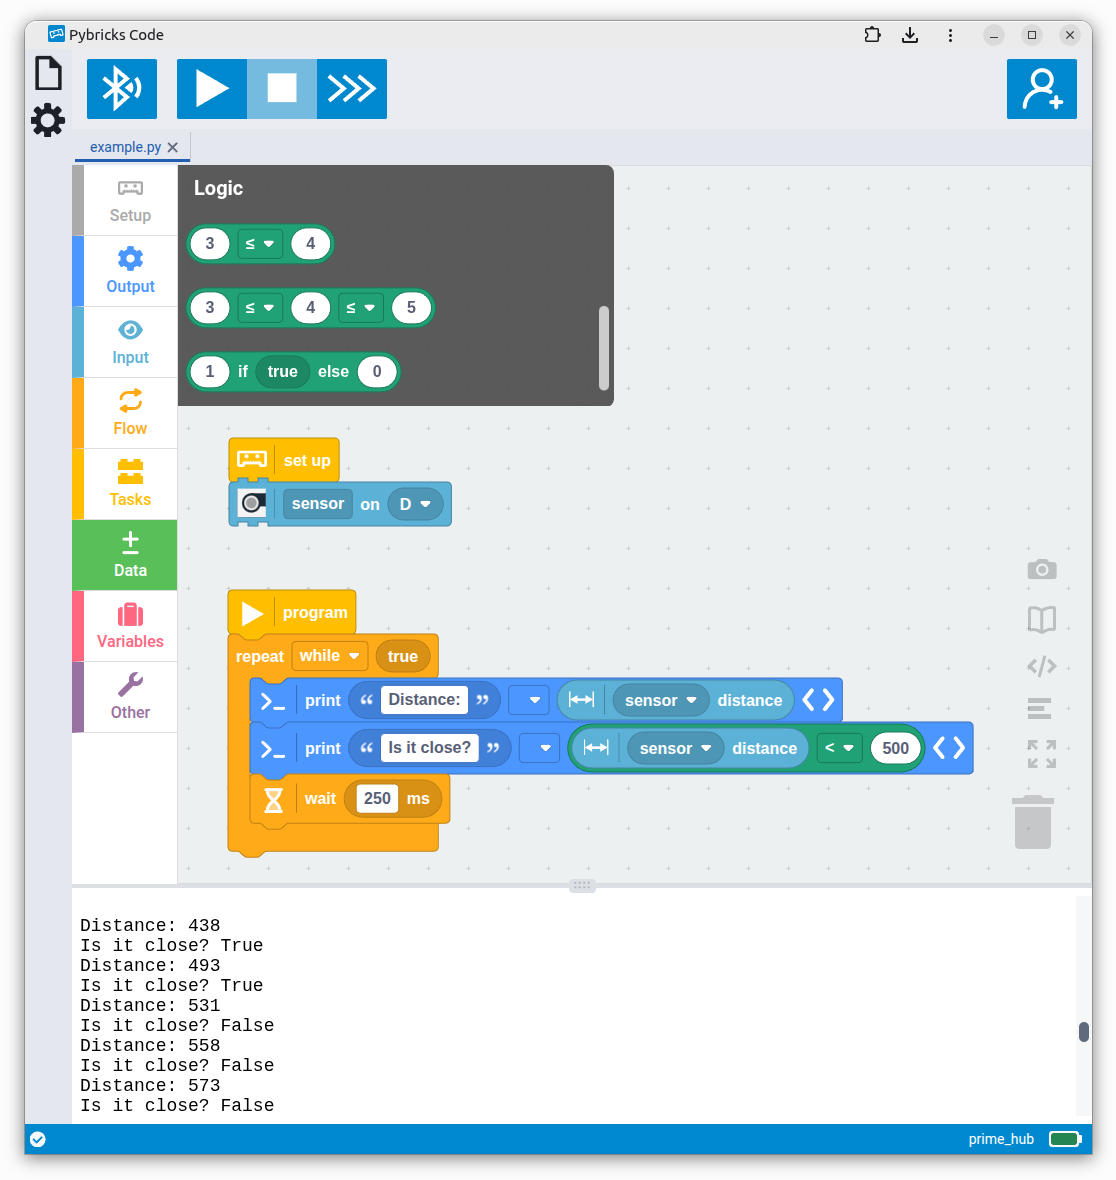 Pybricks Code
example.py
Setup
Output
Input
Flow
Tasks
Data
Variables
Other
Logic
3 ≤ 4
3 ≤ 4 ≤ 5
1 if true else 0
set up
sensor on D
program
repeat while true
print “ Distance: ” sensor distance
print “ Is it close? ” sensor distance < 500
wait 250 ms
Distance: 438
Is it close? True
Distance: 493
Is it close? True
Distance: 531
Is it close? False
Distance: 558
Is it close? False
Distance: 573
Is it close? False
prime_hub